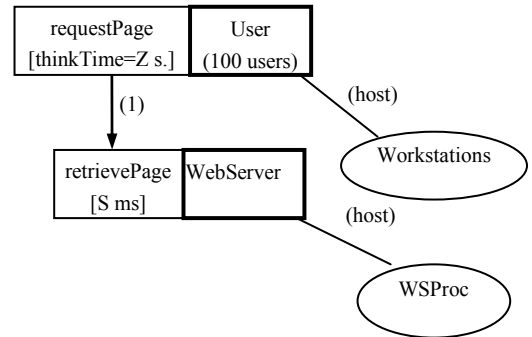 requestPage
[thinkTime=Z s.]
User
(100 users)
(host)
(1)
Workstations
retrievePage
[S ms]
WebServer
(host)
WSProc